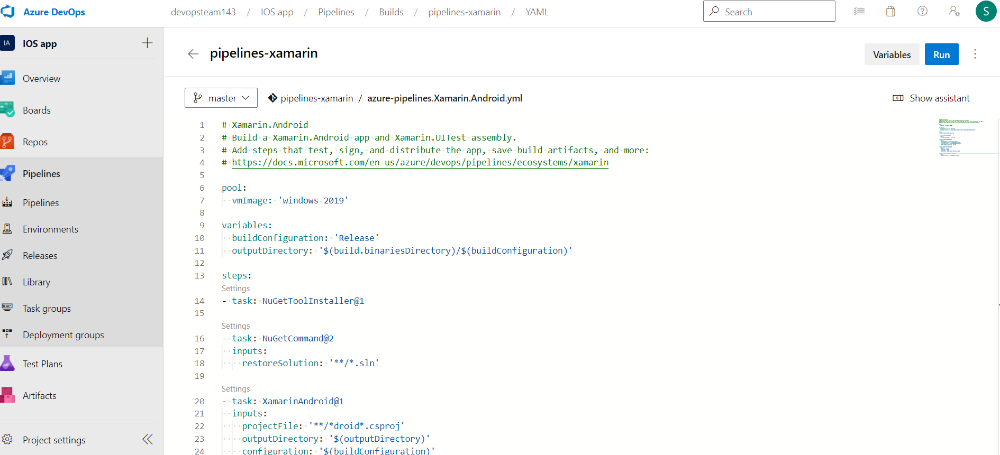 Azure DevOps
devopsteam143 / IOS app / Pipelines / Builds / pipelines-xamarin / YAML
Search
S
IA IOS app
Overview
Boards
Repos
Pipelines
Pipelines
Environments
Releases
Library
Task groups
Deployment groups
Test Plans
Artifacts
Project settings
pipelines-xamarin
Variables
Run
master
pipelines-xamarin / azure-pipelines.Xamarin.Android.yml
Show assistant
1 # Xamarin.Android
2 # Build a Xamarin.Android app and Xamarin.UITest assembly.
3 # Add steps that test, sign, and distribute the app, save build artifacts, and more:
4 # https://docs.microsoft.com/en-us/azure/devops/pipelines/ecosystems/xamarin
5
6 pool:
7 vmImage: 'windows-2019'
8
9 variables:
10 buildConfiguration: 'Release'
11 outputDirectory: '$(build.binariesDirectory)/$(buildConfiguration)'
12
13 steps:
Settings
14 - task: NuGetToolInstaller@1
15
Settings
16 - task: NuGetCommand@2
17 inputs:
18 restoreSolution: '**/*.sln'
19
Settings
20 - task: XamarinAndroid@1
21 inputs:
22 projectFile: '**/*droid*.csproj'
23 outputDirectory: '$(outputDirectory)'
24 configuration: '$(buildConfiguration)'